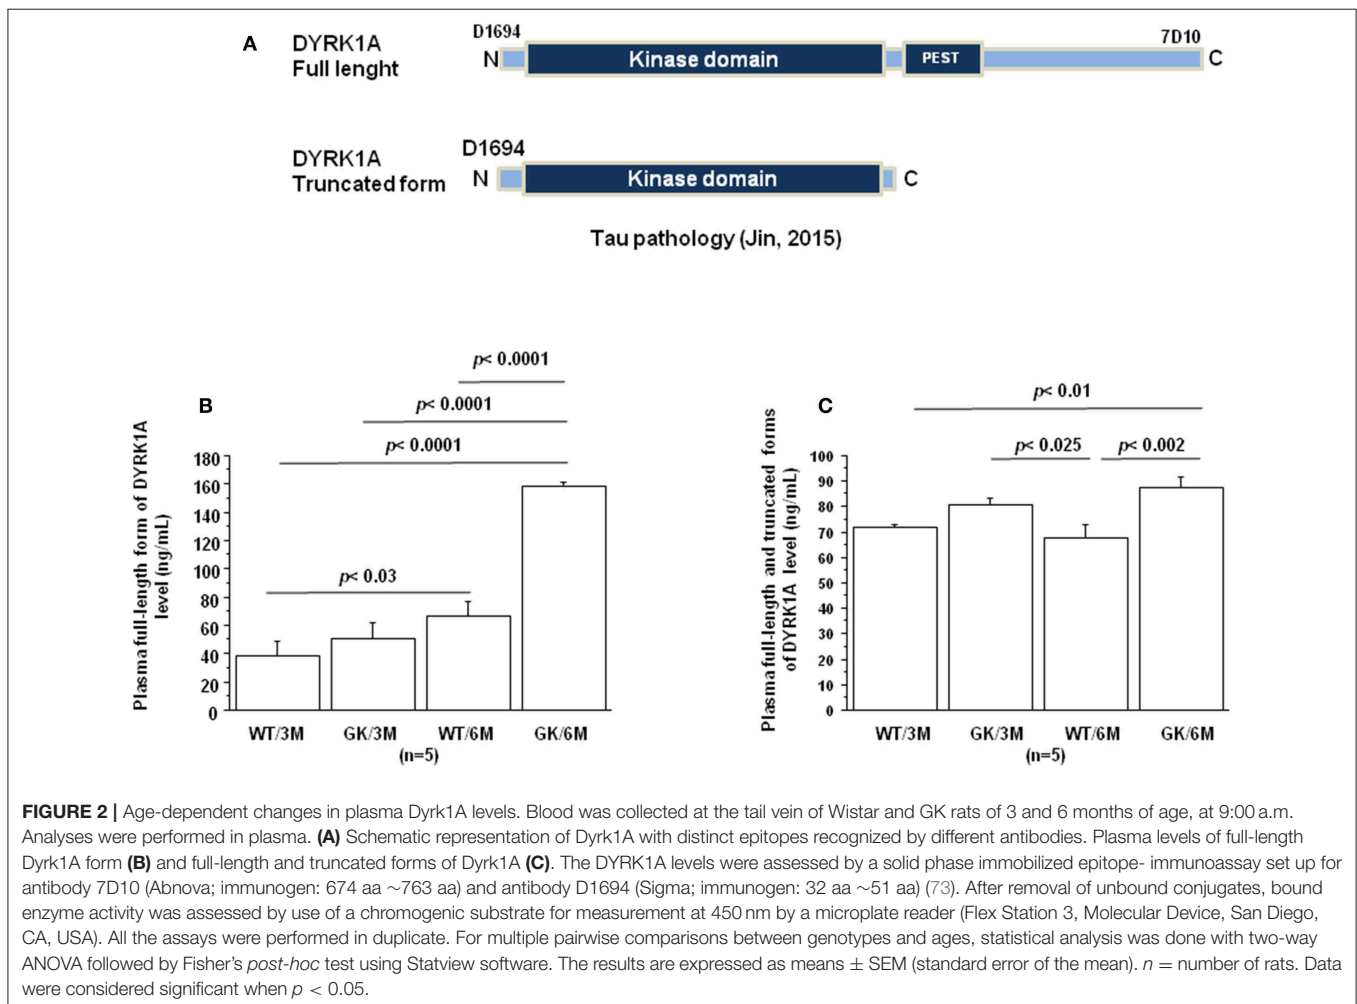 A
DYRK1A
Full lenght
D1694
7D10
N
Kinase domain
PEST
C
DYRK1A
Truncated form
D1694
N
Kinase domain
C
Tau pathology (Jin, 2015)
B
p< 0.0001
p< 0.0001
p< 0.0001
p< 0.03
Plasma full-length form of DYRK1A
level (ng/mL)
180
160
140
120
100
80
60
40
20
0
WT/3M GK/3M WT/6M GK/6M
(n=5)
C
p< 0.01
p< 0.025
p< 0.002
Plasma full-length and truncated forms
of DYRK1A level (ng/mL)
100
90
80
70
60
50
40
30
20
10
0
WT/3M GK/3M WT/6M GK/6M
(n=5)
FIGURE 2 | Age-dependent changes in plasma Dyrk1A levels. Blood was collected at the tail vein of Wistar and GK rats of 3 and 6 months of age, at 9:00 a.m.
Analyses were performed in plasma. (A) Schematic representation of Dyrk1A with distinct epitopes recognized by different antibodies. Plasma levels of full-length
Dyrk1A form (B) and full-length and truncated forms of Dyrk1A (C). The DYRK1A levels were assessed by a solid phase immobilized epitope- immunoassay set up for
antibody 7D10 (Abnova; immunogen: 674 aa ∼763 aa) and antibody D1694 (Sigma; immunogen: 32 aa ∼51 aa) (73). After removal of unbound conjugates, bound
enzyme activity was assessed by use of a chromogenic substrate for measurement at 450 nm by a microplate reader (Flex Station 3, Molecular Device, San Diego,
CA, USA). All the assays were performed in duplicate. For multiple pairwise comparisons between genotypes and ages, statistical analysis was done with two-way
ANOVA followed by Fisher's post-hoc test using Statview software. The results are expressed as means ± SEM (standard error of the mean). n = number of rats. Data
were considered significant when p < 0.05.